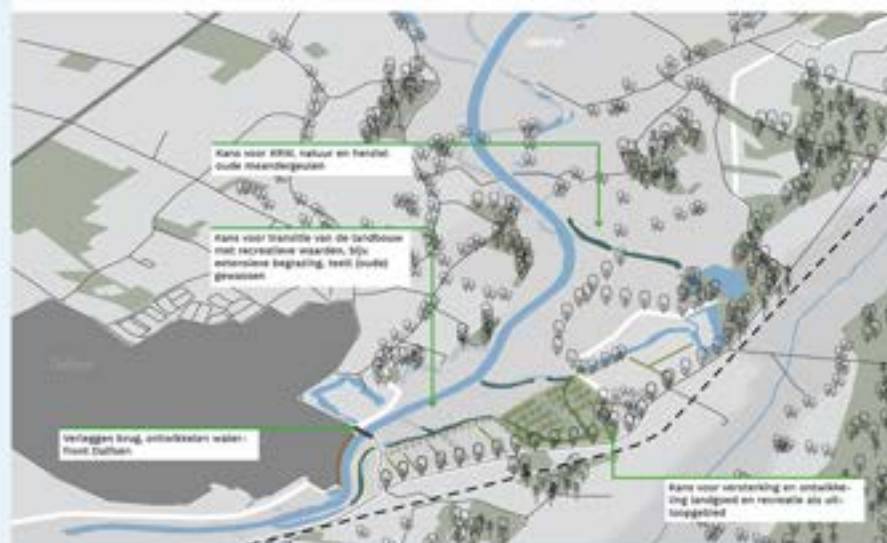 Kans voor KRW, natuur en herstel
oude meandergeulen
Kans voor transitie van de landbouw
met recreatieve waarden, bijv.
extensieve begrazing, teelt (oude)
gewassen
Dalfsen
Verleggen brug, ontwikkelen water-
front Dalfsen
Kans voor versterking en ontwikke-
ling landgoed en recreatie als uit-
loopgebied